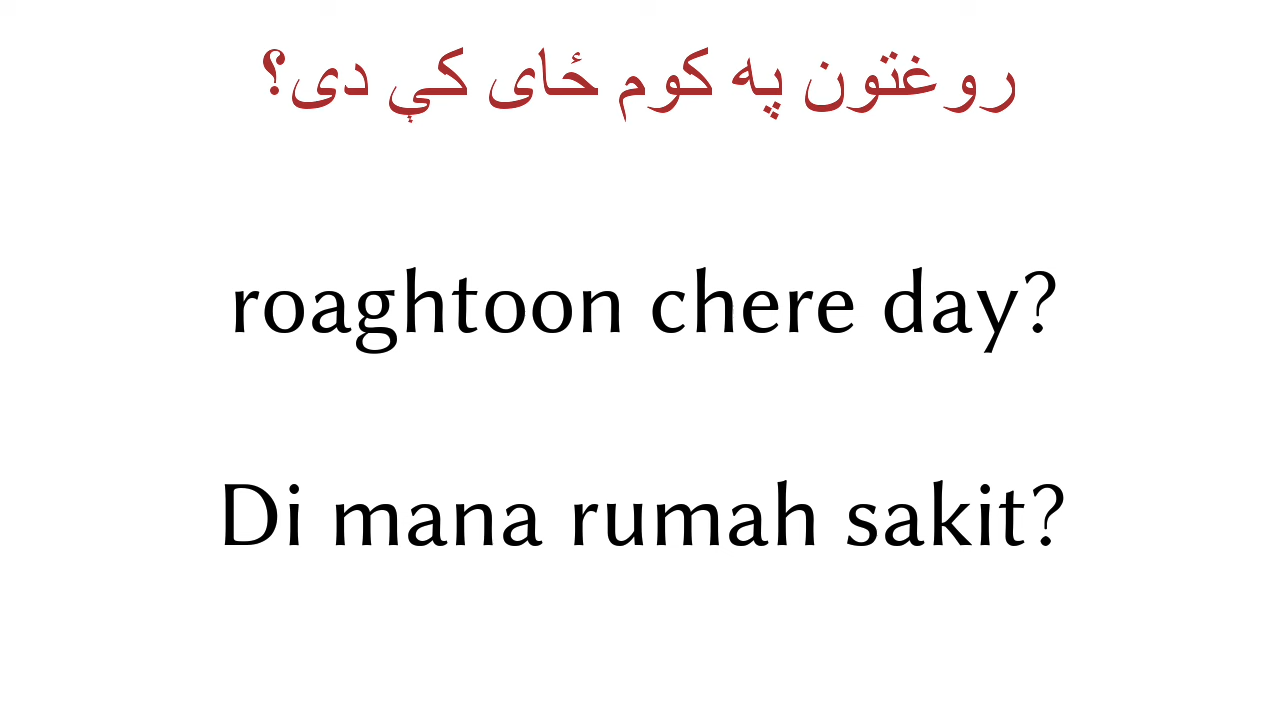 روغتون په کوم ځای کې دی؟
roaghtoon chere day?
Di mana rumah sakit?